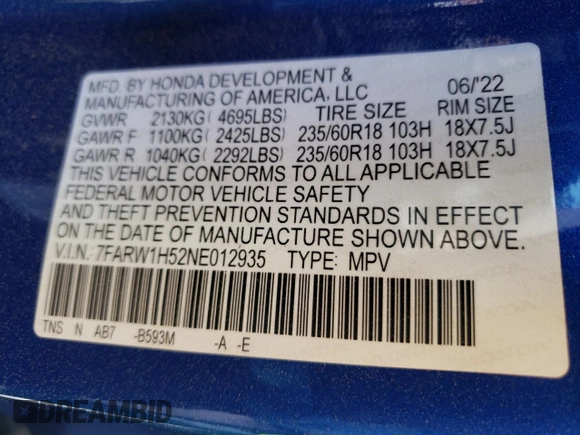 MFD. BY HONDA DEVELOPMENT &
MANUFACTURING OF AMERICA, LLC 06/'22
GVWR 2130KG( 4695LBS) TIRE SIZE RIM SIZE
GAWR F 1100KG( 2425LBS) 235/60R18 103H 18X7.5J
GAWR R 1040KG( 2292LBS) 235/60R18 103H 18X7.5J
THIS VEHICLE CONFORMS TO ALL APPLICABLE
FEDERAL MOTOR VEHICLE SAFETY
AND THEFT PREVENTION STANDARDS IN EFFECT
ON THE DATE OF MANUFACTURE SHOWN ABOVE.
V.I.N.: 7FARW1H52NE012935 TYPE: MPV
TNS N AB7 -B593M -A -E
DREAMBID